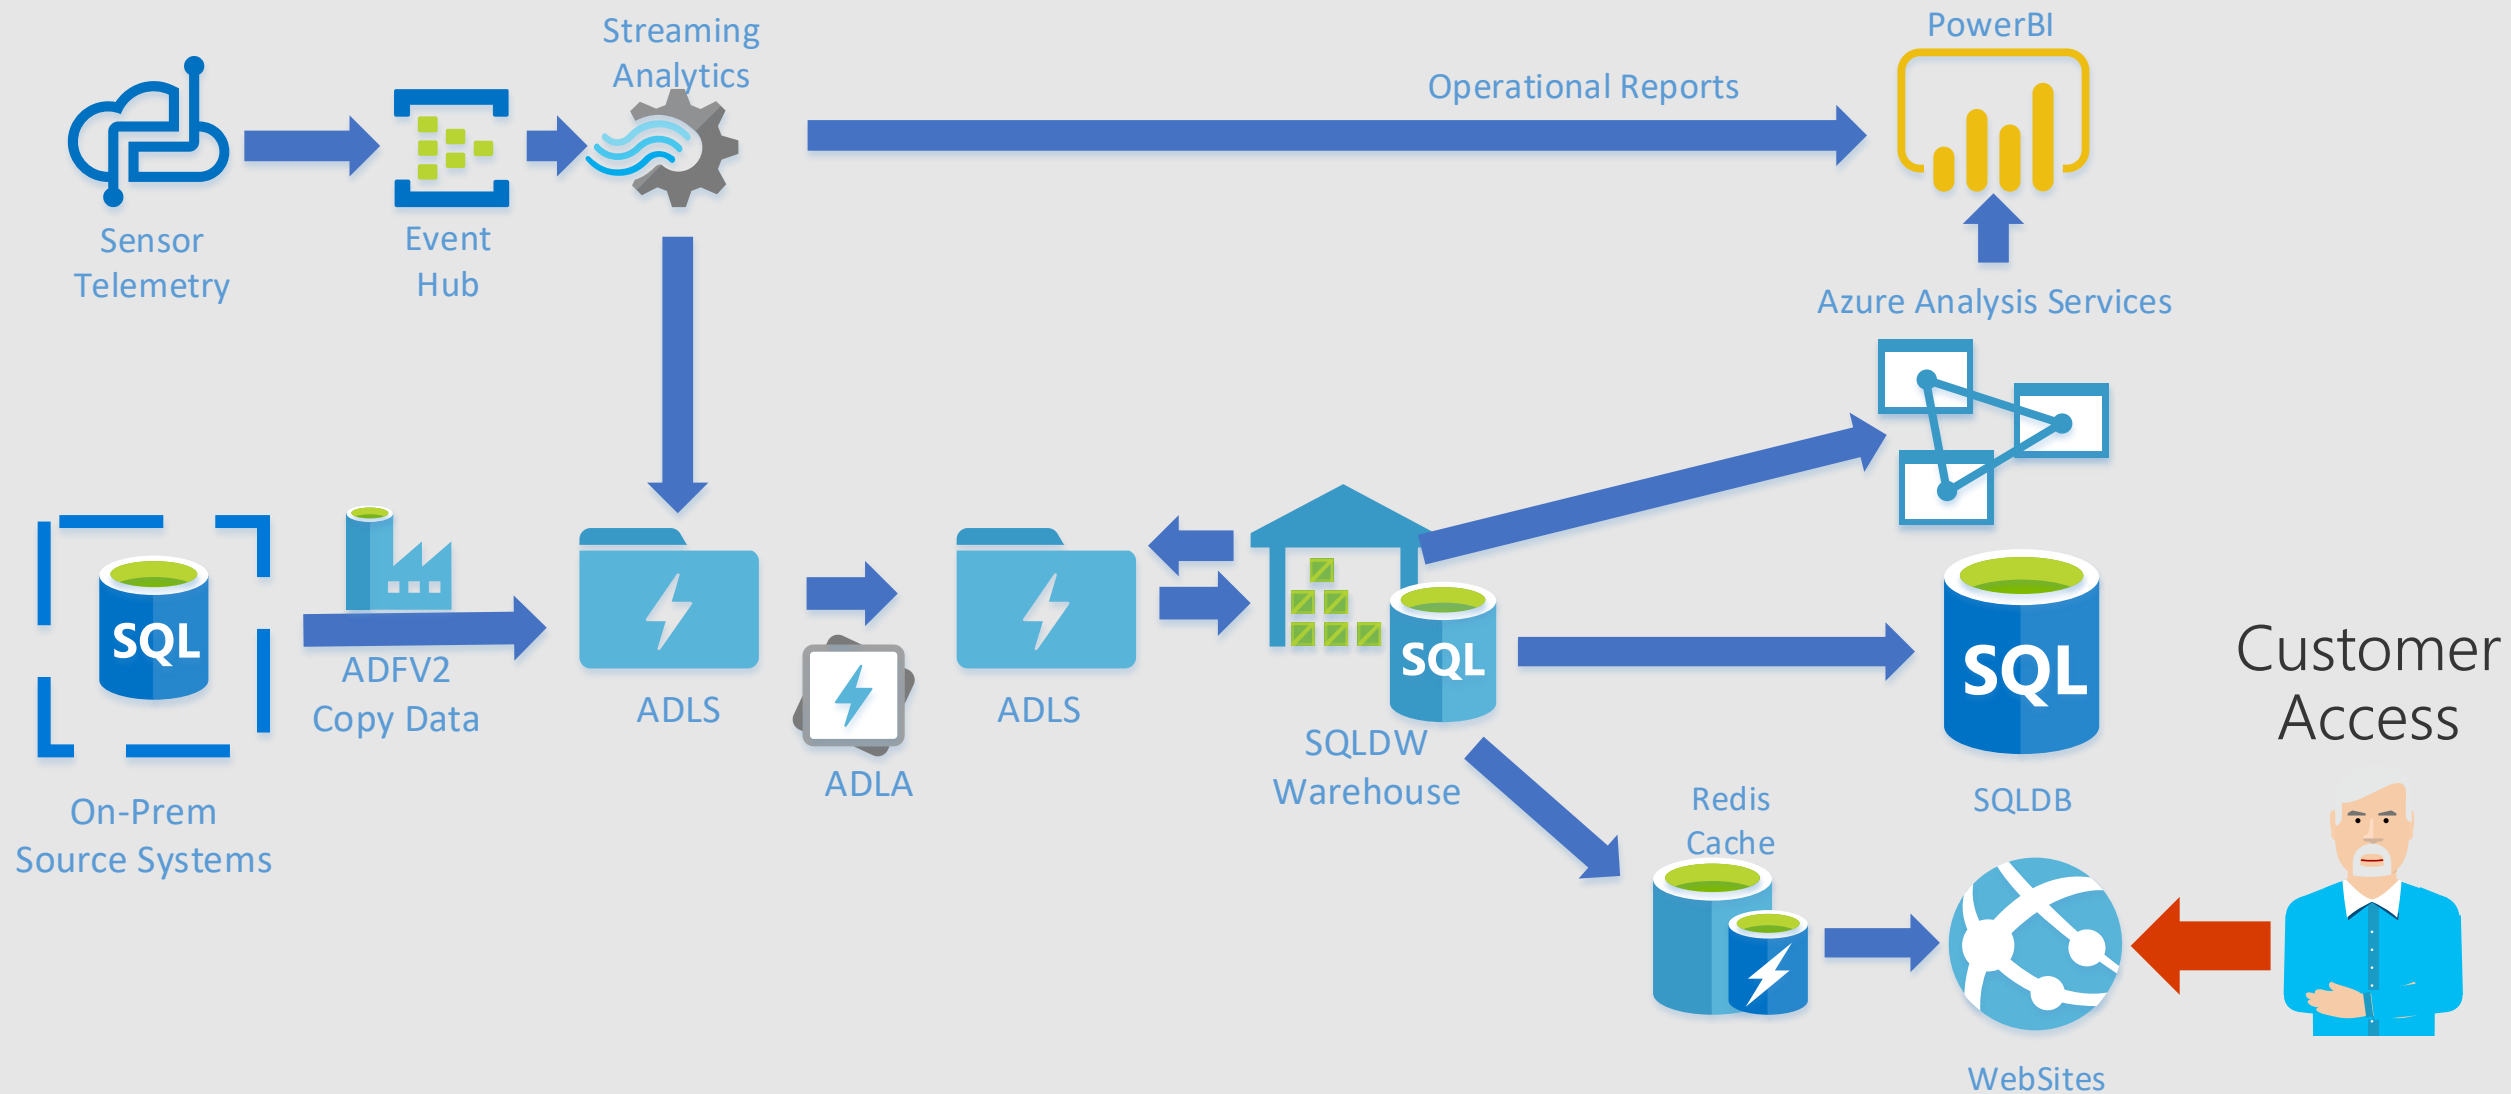 Streaming
Analytics
PowerBI
Operational Reports
Sensor
Telemetry
Event
Hub
Azure Analysis Services
SQL
ADFV2
Copy Data
ADLS
ADLA
ADLS
SQL
SQLDW
Warehouse
SQL
SQLDB
Customer
Access
On-Prem
Source Systems
Redis
Cache
WebSites